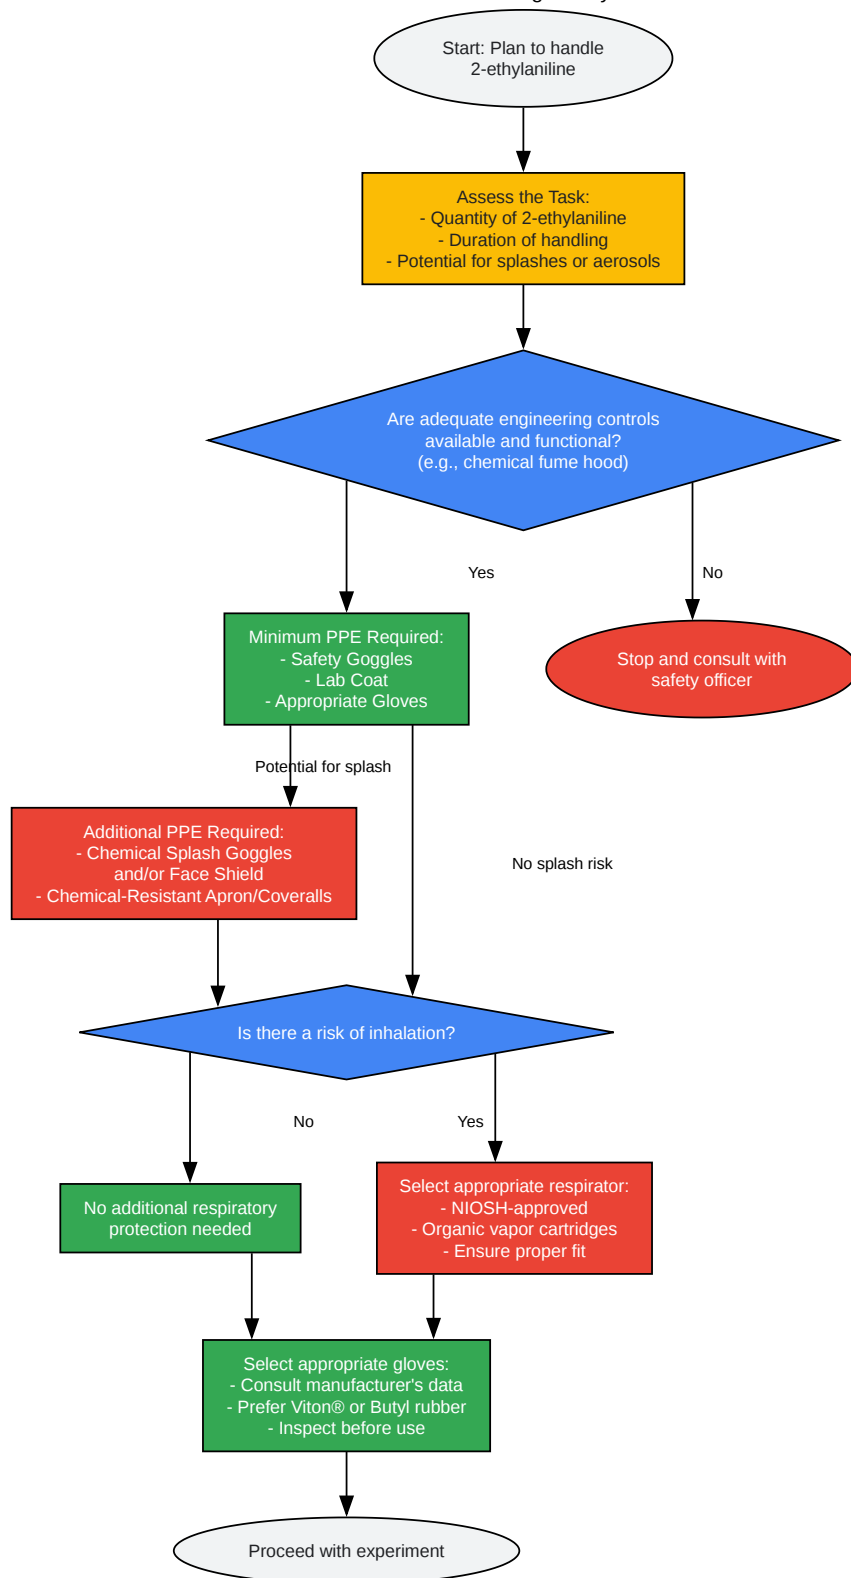 Start: Plan to handle
2-ethylaniline
Assess the Task:
- Quantity of 2-ethylaniline
- Duration of handling
- Potential for splashes or aerosols
Are adequate engineering controls
available and functional?
(e.g., chemical fume hood)
Yes
No
Minimum PPE Required:
- Safety Goggles
- Lab Coat
- Appropriate Gloves
Stop and consult with
safety officer
Potential for splash
Additional PPE Required:
- Chemical Splash Goggles
and/or Face Shield
- Chemical-Resistant Apron/Coveralls
No splash risk
Is there a risk of inhalation?
No
Yes
No additional respiratory
protection needed
Select appropriate respirator:
- NIOSH-approved
- Organic vapor cartridges
- Ensure proper fit
Select appropriate gloves:
- Consult manufacturer's data
- Prefer Viton® or Butyl rubber
- Inspect before use
Proceed with experiment